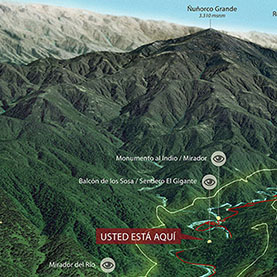 Ñuñorco Grande
3.310 msnm
Monumento al Indio / Mirador
Balcón de los Sosa / Sendero El Gigante
USTED ESTÁ AQUÍ
Mirador del Río